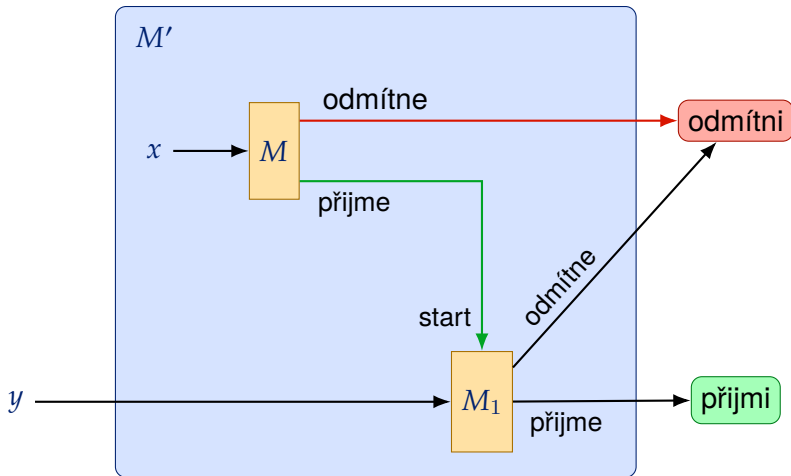 M′
odmítne
odmítni
x
M
přijme
odmítne
start
y
M₁
přijmi
přijme